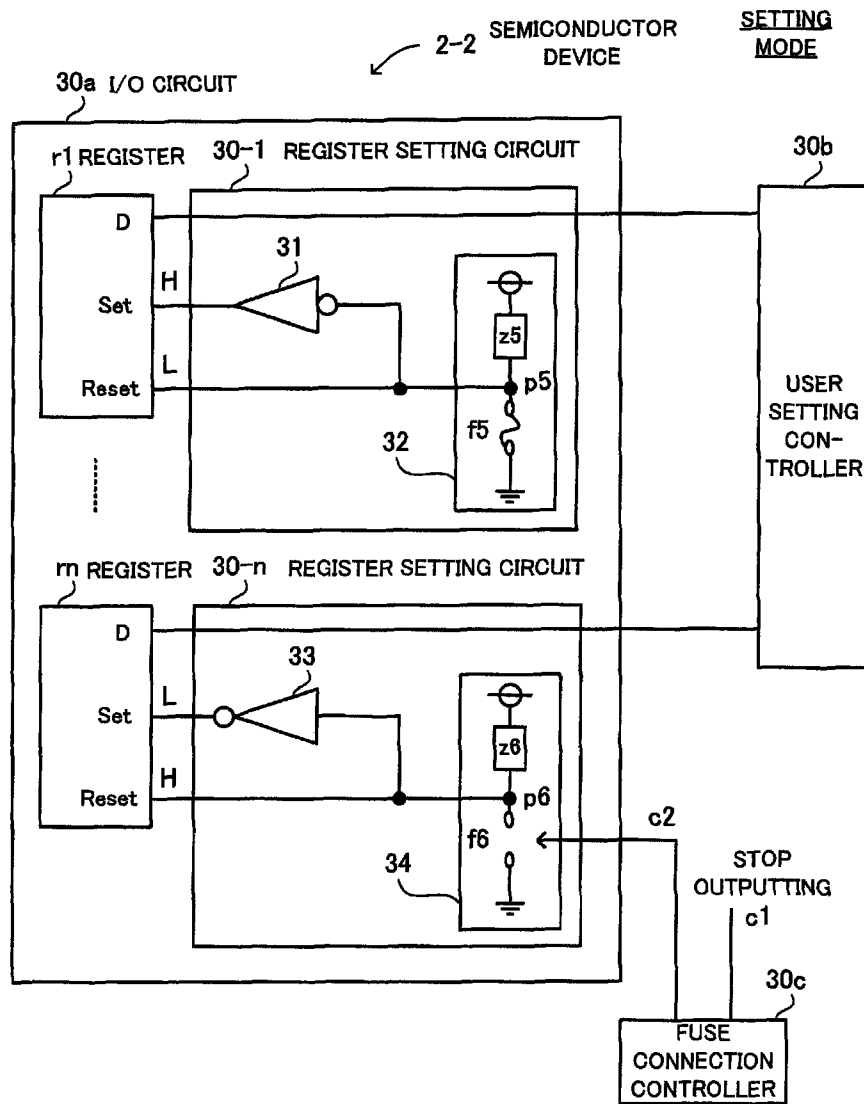 2-2 SEMICONDUCTOR
DEVICE
SETTING
MODE
30a I/O CIRCUIT
r1 REGISTER
30-1 REGISTER SETTING CIRCUIT
30b
D
31
H
Set
z5
L
Reset
p5
f5
32
USER
SETTING
CON-
TROLLER
rn REGISTER
30-n REGISTER SETTING CIRCUIT
D
33
L
Set
z6
H
Reset
p6
f6
c2
34
STOP
OUTPUTTING
c1
30c
FUSE
CONNECTION
CONTROLLER